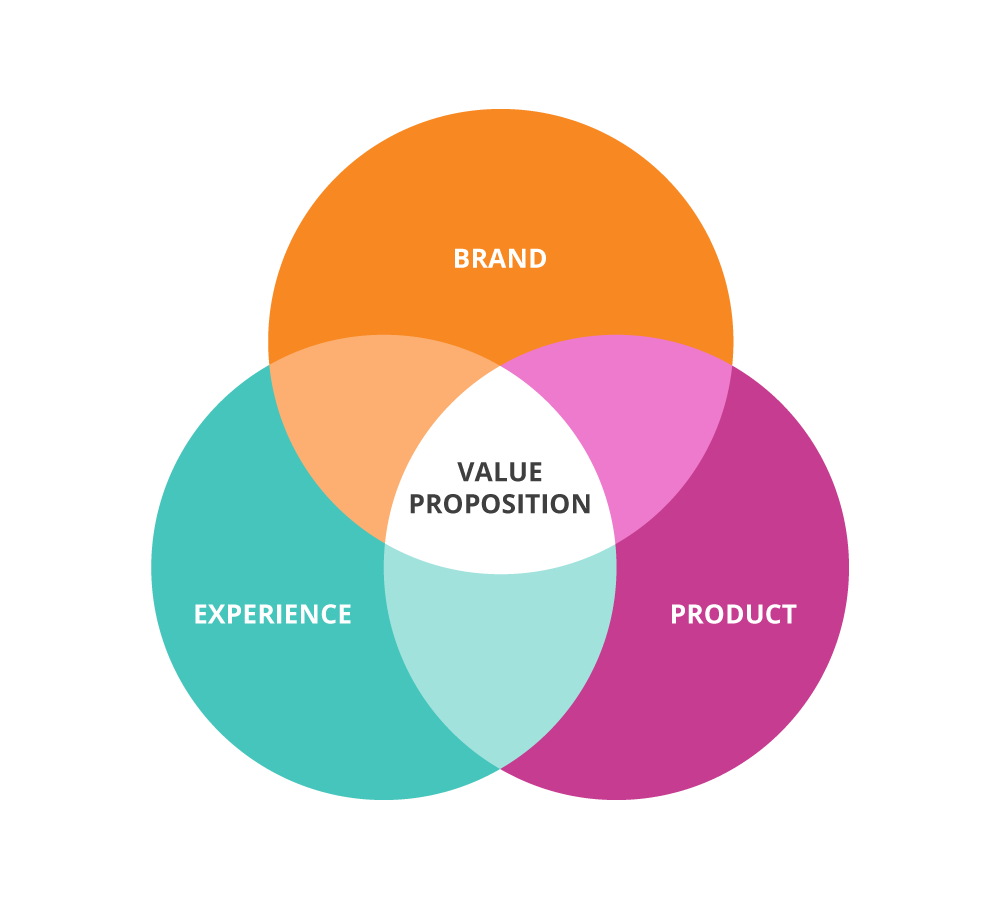 BRAND
VALUE
PROPOSITION
EXPERIENCE
PRODUCT